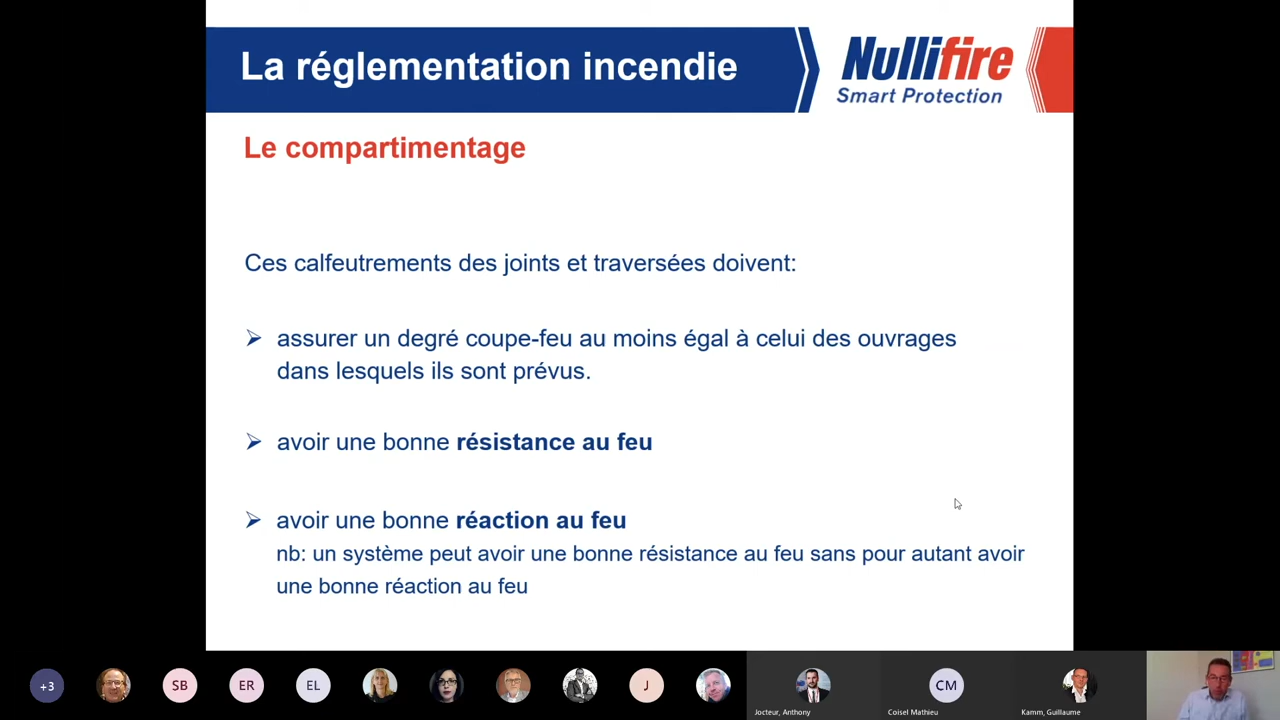 La réglementation incendie
Nullifire
Smart Protection
Le compartimentage
Ces calfeutrements des joints et traversées doivent:
assurer un degré coupe-feu au moins égal à celui des ouvrages
dans lesquels ils sont prévus.
avoir une bonne résistance au feu
avoir une bonne réaction au feu
nb: un système peut avoir une bonne résistance au feu sans pour autant avoir
une bonne réaction au feu
+3
SB
ER
EL
J
CM
Jocteur, Anthony
Coisel Mathieu
Kamm, Guillaume